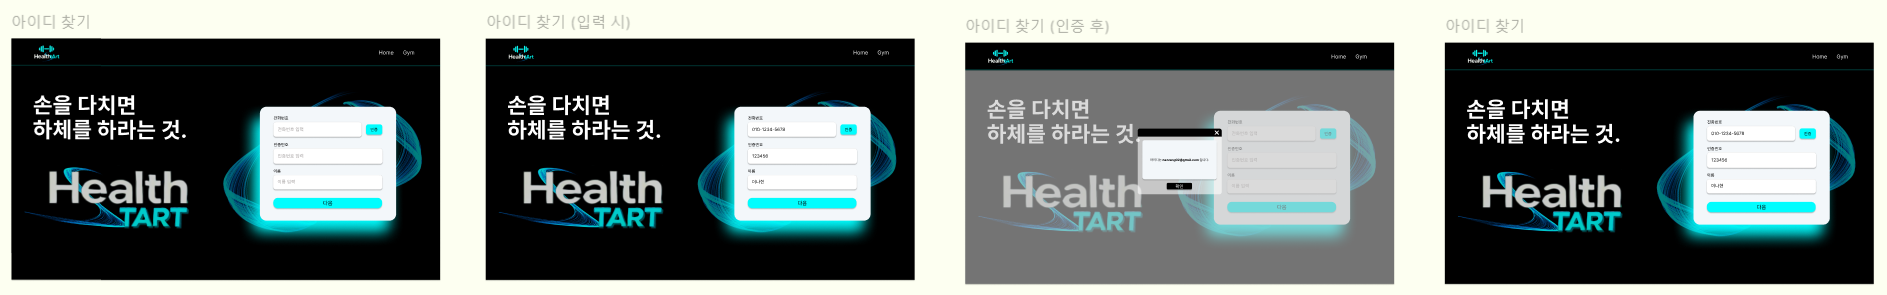 아이디 찾기
HealthArt
Home Gym
손을 다치면
하체를 하라는 것.
Health
TART
전화번호
전화번호 입력
인증
인증번호
이름
이름 입력
다음
아이디 찾기 (입력 시)
HealthArt
Home Gym
손을 다치면
하체를 하라는 것.
Health
TART
전화번호
010-1234-5678
인증
인증번호
123456
이름
이나현
다음
아이디 찾기 (인증 후)
HealthArt
Home Gym
손을 다치면
하체를 하라는 것.
Health
TART
전화번호
전화번호 입력
인증
인증번호
이름
이름 입력
다음
확인
아이디 찾기
HealthArt
Home Gym
손을 다치면
하체를 하라는 것.
Health
TART
전화번호
010-1234-5678
인증
인증번호
123456
이름
이나현
다음